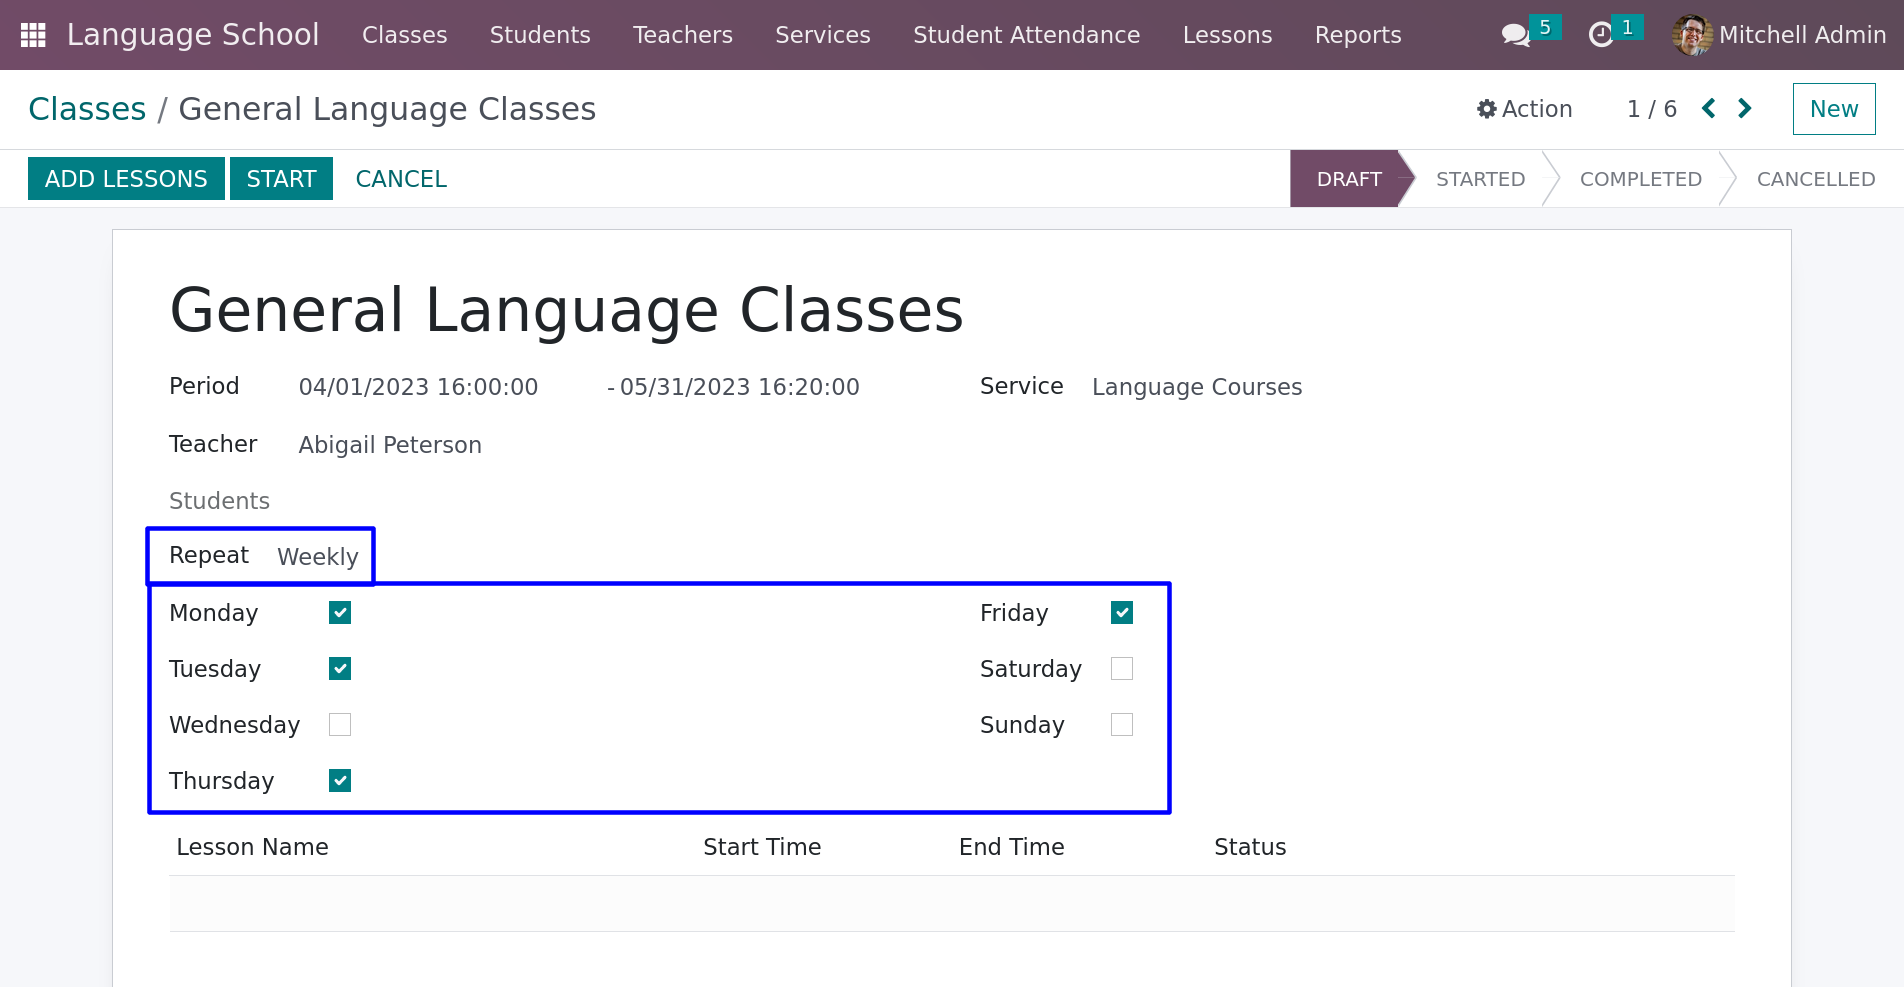 Language School Classes Students Teachers Services Student Attendance Lessons Reports 5 1 Mitchell Admin
Classes / General Language Classes Action 1 / 6 New
ADD LESSONS START CANCEL DRAFT STARTED COMPLETED CANCELLED
General Language Classes
Period 04/01/2023 16:00:00 - 05/31/2023 16:20:00 Service Language Courses
Teacher Abigail Peterson
Students
Repeat Weekly
Monday Friday
Tuesday Saturday
Wednesday Sunday
Thursday
Lesson Name Start Time End Time Status